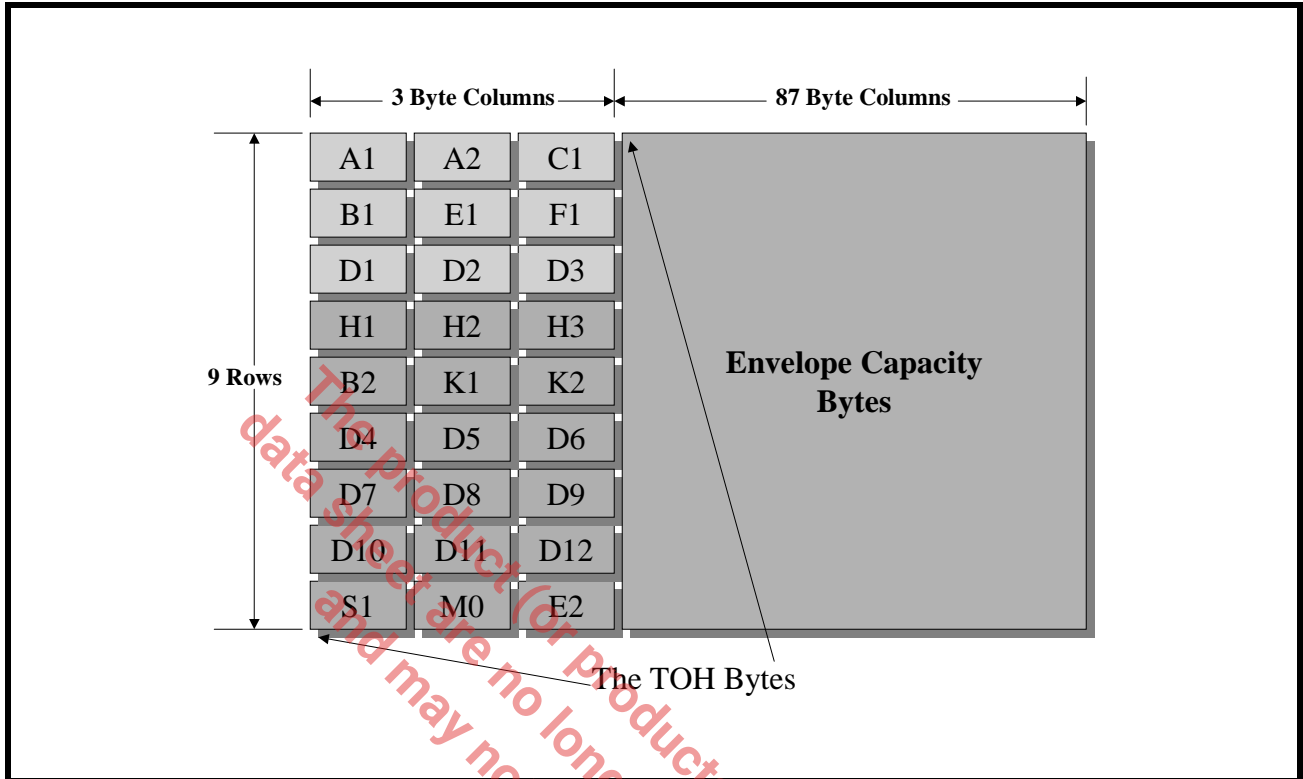 3 Byte Columns 87 Byte Columns
A1 A2 C1
B1 E1 F1
D1 D2 D3
H1 H2 H3
9 Rows
B2 K1 K2
D4 D5 D6
D7 D8 D9
D10 D11 D12
S1 M0 E2
Envelope Capacity
Bytes
The TOH Bytes
The product (or product
data sheet are no long
and may no